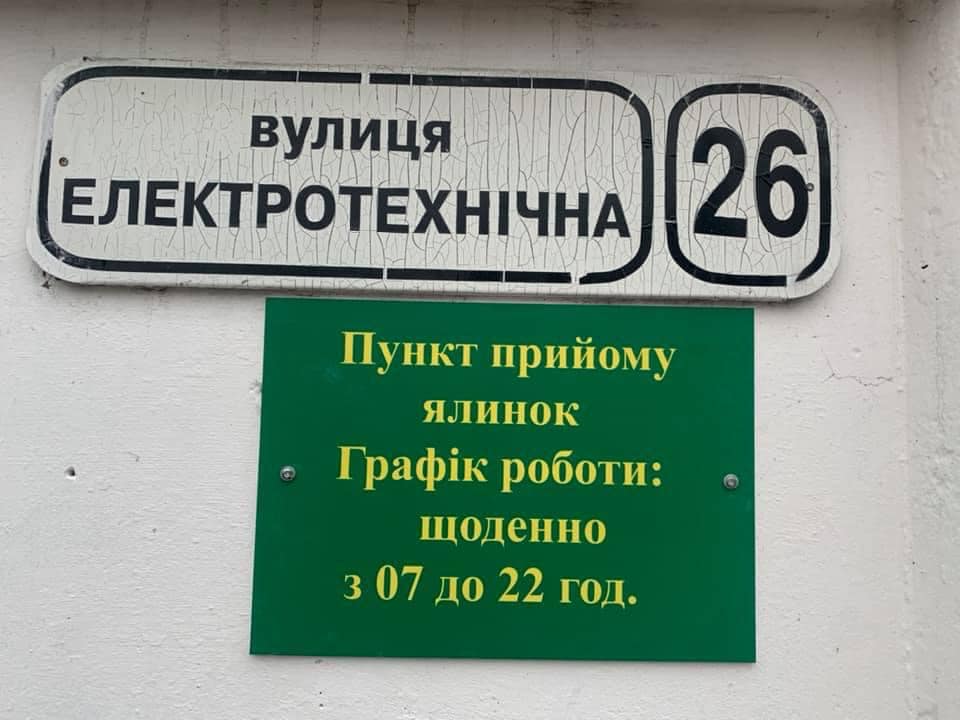 вулиця
ЕЛЕКТРОТЕХНІЧНА
26
Пункт прийому
ялинок
Графік роботи:
щоденно
з 07 до 22 год.